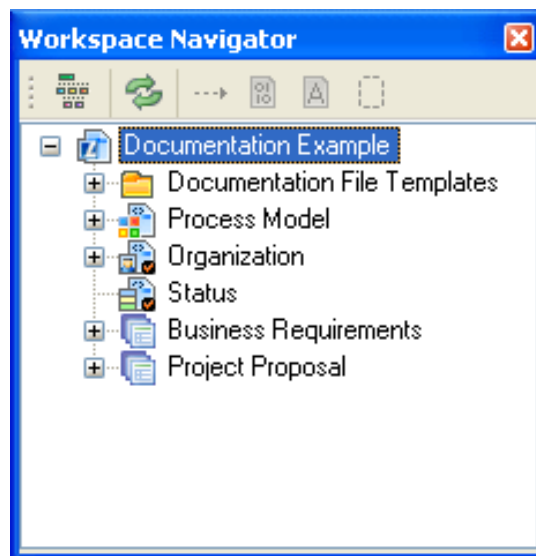 Workspace Navigator
Documentation Example
Documentation File Templates
Process Model
Organization
Status
Business Requirements
Project Proposal